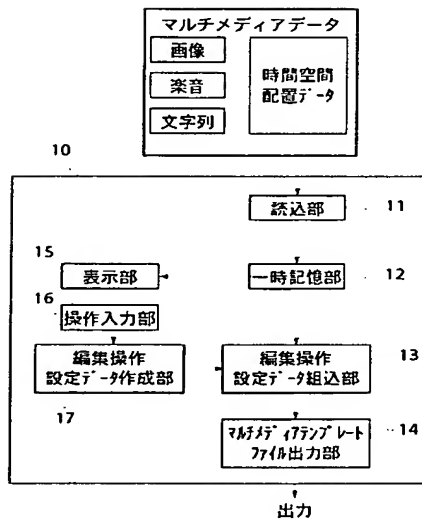 マルチメディアデータ
画像
楽音
文字列
時間空間
配置データ
10
読込部
11
15
表示部
一時記憶部
12
16
操作入力部
編集操作
設定データ作成部
編集操作
設定データ組込部
13
17
マルチメディアテンプレート
ファイル出力部
14
出力